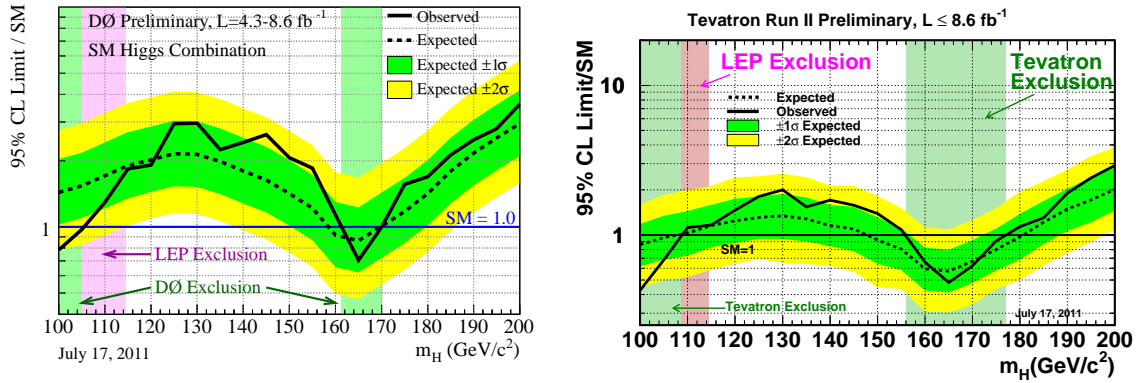 DØ Preliminary, L=4.3-8.6 fb⁻¹
SM Higgs Combination
Observed
Expected
Expected ±1σ
Expected ±2σ
95% CL Limit / SM
1
SM = 1.0
LEP Exclusion
DØ Exclusion
100 110 120 130 140 150 160 170 180 190 200
July 17, 2011
m_H (GeV/c²)
Tevatron Run II Preliminary, L ≤ 8.6 fb⁻¹
95% CL Limit/SM
10
1
LEP Exclusion
Tevatron
Exclusion
Expected
Observed
±1σ Expected
±2σ Expected
SM=1
Tevatron Exclusion
July 17, 2011
100 110 120 130 140 150 160 170 180 190 200
m_H(GeV/c²)